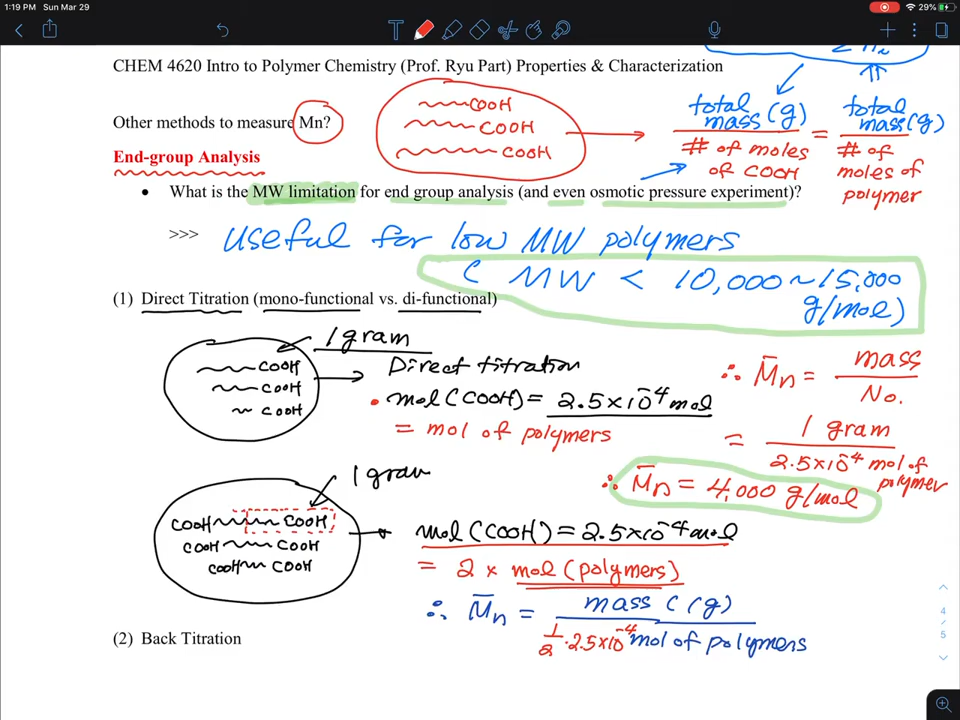 1:19 PM Sun Mar 29
29%
CHEM 4620 Intro to Polymer Chemistry (Prof. Ryu Part) Properties & Characterization
Other methods to measure Mn?
COOH
COOH
COOH
total mass (g)
# of moles of COOH
=
total mass (g)
# of moles of polymer
End-group Analysis
• What is the MW limitation for end group analysis (and even osmotic pressure experiment)?
>>> Useful for low MW polymers
( MW < 10,000 ~ 15,000 g/mol)
(1) Direct Titration (mono-functional vs. di-functional)
1 gram
COOH
COOH
COOH
Direct titration
mol (COOH) = 2.5×10⁻⁴ mol
= mol of polymers
∴ M̄n = mass / No.
= 1 gram / 2.5×10⁻⁴ mol of polymer
∴ M̄n = 4,000 g/mol
1 gram
COOH COOH
COOH COOH
COOH COOH
mol (COOH) = 2.5×10⁻⁴ mol
= 2 × mol (polymers)
∴ M̄n = mass ( (g) / 1/2 · 2.5×10⁻⁴ mol of polymers
(2) Back Titration
4
5